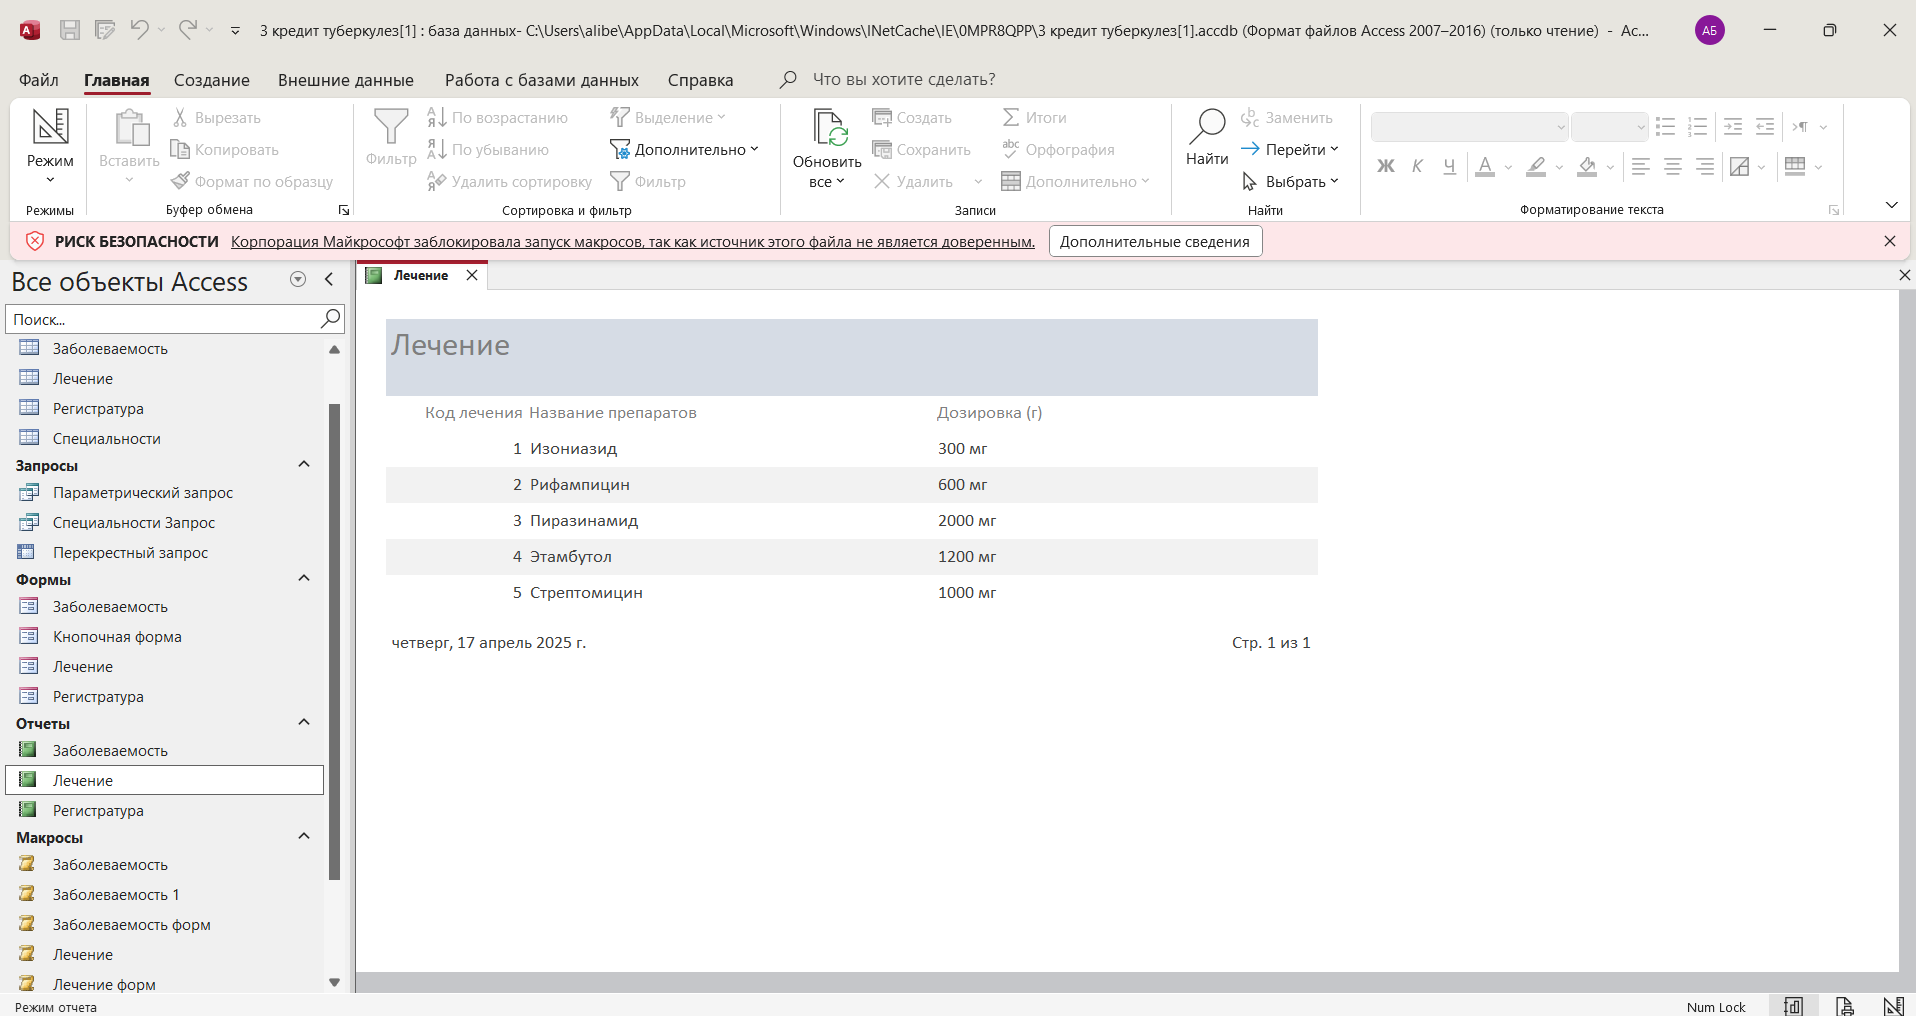 3 кредит туберкулез[1] : база данных- C:\Users\alibe\AppData\Local\Microsoft\Windows\INetCache\IE\0MPR8QPP\3 кредит туберкулез[1].accdb (Формат файлов Access 2007–2016) (только чтение) - Ac...
АБ
Файл Главная Создание Внешние данные Работа с базами данных Справка Что вы хотите сделать?
Режим
Режимы
Вставить
Вырезать
Копировать
Формат по образцу
Буфер обмена
Фильтр
По возрастанию
По убыванию
Удалить сортировку
Выделение
Дополнительно
Фильтр
Сортировка и фильтр
Обновить
все
Создать
Сохранить
Удалить
Итоги
Орфография
Дополнительно
Записи
Найти
Заменить
Перейти
Выбрать
Найти
Ж К Ч А
Форматирование текста
РИСК БЕЗОПАСНОСТИ Корпорация Майкрософт заблокировала запуск макросов, так как источник этого файла не является доверенным. Дополнительные сведения
Все объекты Access
Поиск...
Заболеваемость
Лечение
Регистратура
Специальности
Запросы
Параметрический запрос
Специальности Запрос
Перекрестный запрос
Формы
Заболеваемость
Кнопочная форма
Лечение
Регистратура
Отчеты
Заболеваемость
Лечение
Регистратура
Макросы
Заболеваемость
Заболеваемость 1
Заболеваемость форм
Лечение
Лечение форм
Лечение
Лечение
Код лечения Название препаратов Дозировка (г)
1 Изониазид 300 мг
2 Рифампицин 600 мг
3 Пиразинамид 2000 мг
4 Этамбутол 1200 мг
5 Стрептомицин 1000 мг
четверг, 17 апрель 2025 г. Стр. 1 из 1
Режим отчета Num Lock